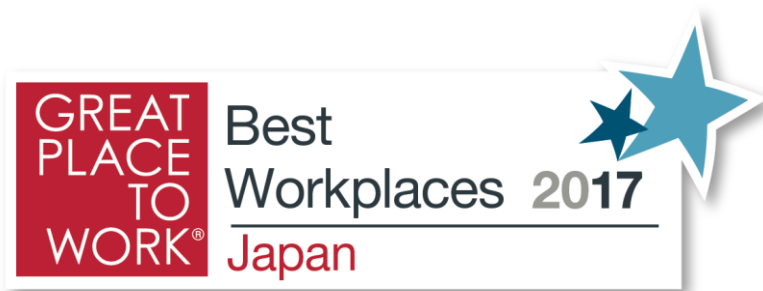 GREAT
PLACE
TO
WORK®
Best
Workplaces 2017
Japan